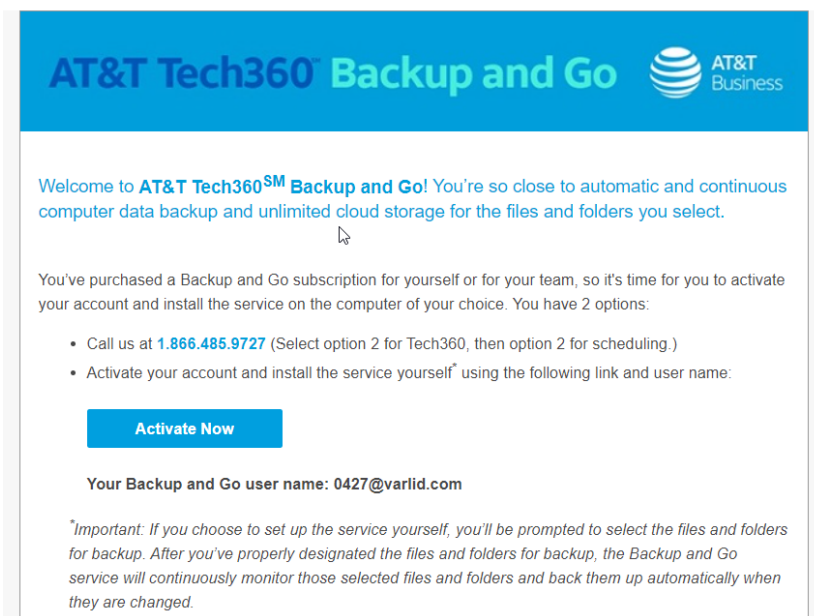 AT&T Tech360℠ Backup and Go
AT&T
Business
Welcome to AT&T Tech360SM Backup and Go! You’re so close to automatic and continuous
computer data backup and unlimited cloud storage for the files and folders you select.
You’ve purchased a Backup and Go subscription for yourself or for your team, so it's time for you to activate
your account and install the service on the computer of your choice. You have 2 options:
• Call us at 1.866.485.9727 (Select option 2 for Tech360, then option 2 for scheduling.)
• Activate your account and install the service yourself* using the following link and user name:
Activate Now
Your Backup and Go user name: 0427@varlid.com
*Important: If you choose to set up the service yourself, you’ll be prompted to select the files and folders
for backup. After you’ve properly designated the files and folders for backup, the Backup and Go
service will continuously monitor those selected files and folders and back them up automatically when
they are changed.